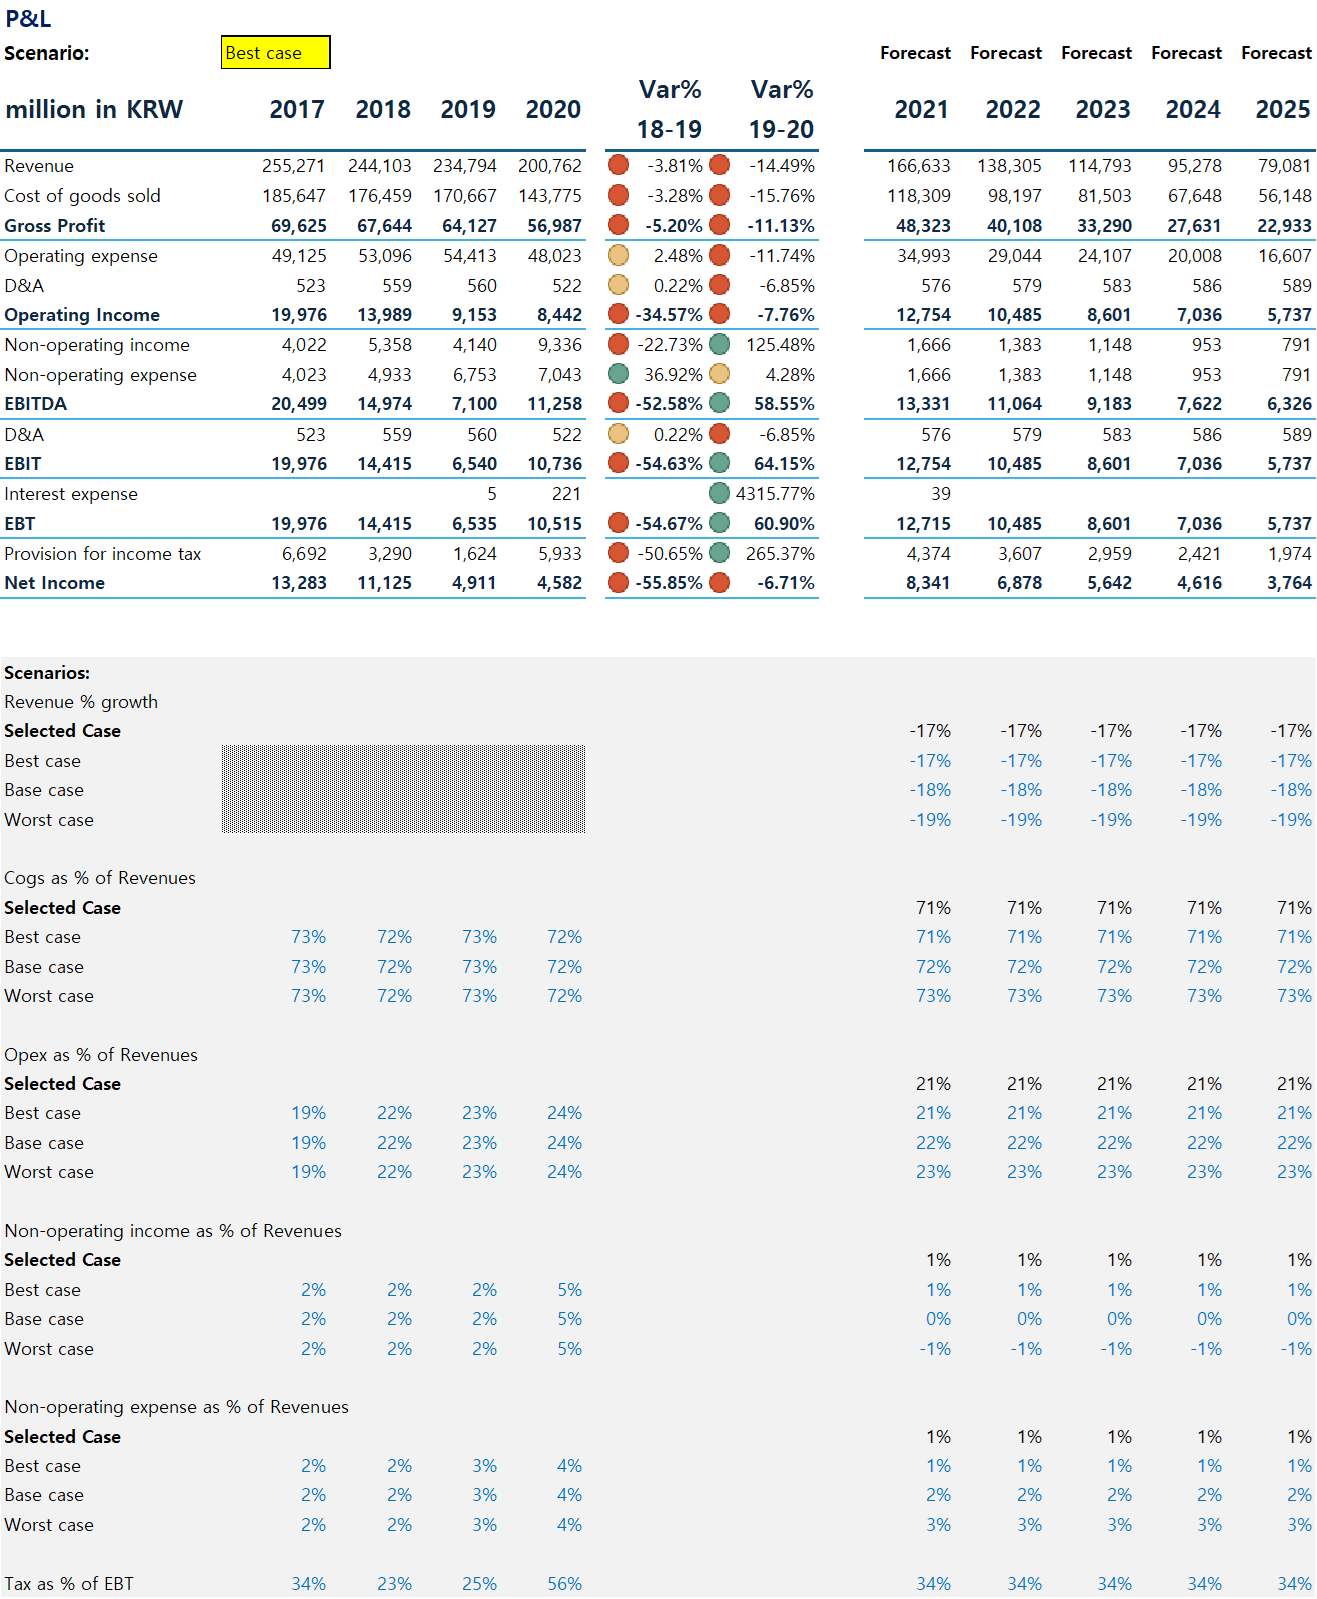 P&L
Scenario: Best case Forecast Forecast Forecast Forecast Forecast
million in KRW 2017 2018 2019 2020 Var% 18-19 Var% 19-20 2021 2022 2023 2024 2025
Revenue 255,271 244,103 234,794 200,762 -3.81% -14.49% 166,633 138,305 114,793 95,278 79,081
Cost of goods sold 185,647 176,459 170,667 143,775 -3.28% -15.76% 118,309 98,197 81,503 67,648 56,148
Gross Profit 69,625 67,644 64,127 56,987 -5.20% -11.13% 48,323 40,108 33,290 27,631 22,933
Operating expense 49,125 53,096 54,413 48,023 2.48% -11.74% 34,993 29,044 24,107 20,008 16,607
D&A 523 559 560 522 0.22% -6.85% 576 579 583 586 589
Operating Income 19,976 13,989 9,153 8,442 -34.57% -7.76% 12,754 10,485 8,601 7,036 5,737
Non-operating income 4,022 5,358 4,140 9,336 -22.73% 125.48% 1,666 1,383 1,148 953 791
Non-operating expense 4,023 4,933 6,753 7,043 36.92% 4.28% 1,666 1,383 1,148 953 791
EBITDA 20,499 14,974 7,100 11,258 -52.58% 58.55% 13,331 11,064 9,183 7,622 6,326
D&A 523 559 560 522 0.22% -6.85% 576 579 583 586 589
EBIT 19,976 14,415 6,540 10,736 -54.63% 64.15% 12,754 10,485 8,601 7,036 5,737
Interest expense 5 221 4315.77% 39
EBT 19,976 14,415 6,535 10,515 -54.67% 60.90% 12,715 10,485 8,601 7,036 5,737
Provision for income tax 6,692 3,290 1,624 5,933 -50.65% 265.37% 4,374 3,607 2,959 2,421 1,974
Net Income 13,283 11,125 4,911 4,582 -55.85% -6.71% 8,341 6,878 5,642 4,616 3,764
Scenarios:
Revenue % growth
Selected Case -17% -17% -17% -17% -17%
Best case -17% -17% -17% -17% -17%
Base case -18% -18% -18% -18% -18%
Worst case -19% -19% -19% -19% -19%
Cogs as % of Revenues
Selected Case 71% 71% 71% 71% 71%
Best case 73% 72% 73% 72% 71% 71% 71% 71% 71%
Base case 73% 72% 73% 72% 72% 72% 72% 72% 72%
Worst case 73% 72% 73% 72% 73% 73% 73% 73% 73%
Opex as % of Revenues
Selected Case 21% 21% 21% 21% 21%
Best case 19% 22% 23% 24% 21% 21% 21% 21% 21%
Base case 19% 22% 23% 24% 22% 22% 22% 22% 22%
Worst case 19% 22% 23% 24% 23% 23% 23% 23% 23%
Non-operating income as % of Revenues
Selected Case 1% 1% 1% 1% 1%
Best case 2% 2% 2% 5% 1% 1% 1% 1% 1%
Base case 2% 2% 2% 5% 0% 0% 0% 0% 0%
Worst case 2% 2% 2% 5% -1% -1% -1% -1% -1%
Non-operating expense as % of Revenues
Selected Case 1% 1% 1% 1% 1%
Best case 2% 2% 3% 4% 1% 1% 1% 1% 1%
Base case 2% 2% 3% 4% 2% 2% 2% 2% 2%
Worst case 2% 2% 3% 4% 3% 3% 3% 3% 3%
Tax as % of EBT 34% 23% 25% 56% 34% 34% 34% 34% 34%